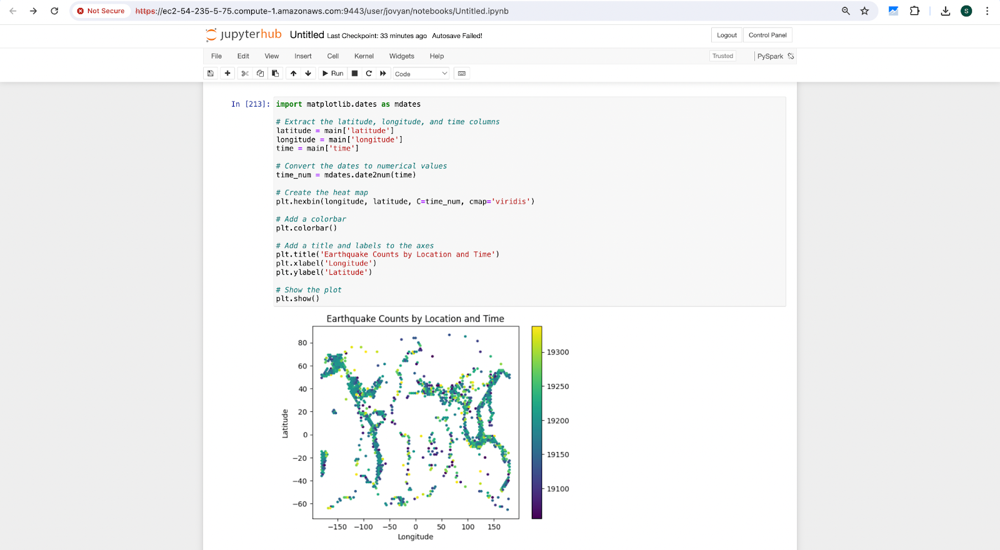 Not Secure https://ec2-54-235-5-75.compute-1.amazonaws.com:9443/user/jovyan/notebooks/Untitled.ipynb S
jupyterhub Untitled Last Checkpoint: 33 minutes ago Autosave Failed! Logout Control Panel
File Edit View Insert Cell Kernel Widgets Help Trusted PySpark
Run Code
In [213]: import matplotlib.dates as mdates
# Extract the latitude, longitude, and time columns
latitude = main['latitude']
longitude = main['longitude']
time = main['time']
# Convert the dates to numerical values
time_num = mdates.date2num(time)
# Create the heat map
plt.hexbin(longitude, latitude, C=time_num, cmap='viridis')
# Add a colorbar
plt.colorbar()
# Add a title and labels to the axes
plt.title('Earthquake Counts by Location and Time')
plt.xlabel('Longitude')
plt.ylabel('Latitude')
# Show the plot
plt.show()
Earthquake Counts by Location and Time
80
60
40
20
0
−20
−40
−60
Latitude
−150 −100 −50 0 50 100 150
Longitude
19300
19250
19200
19150
19100